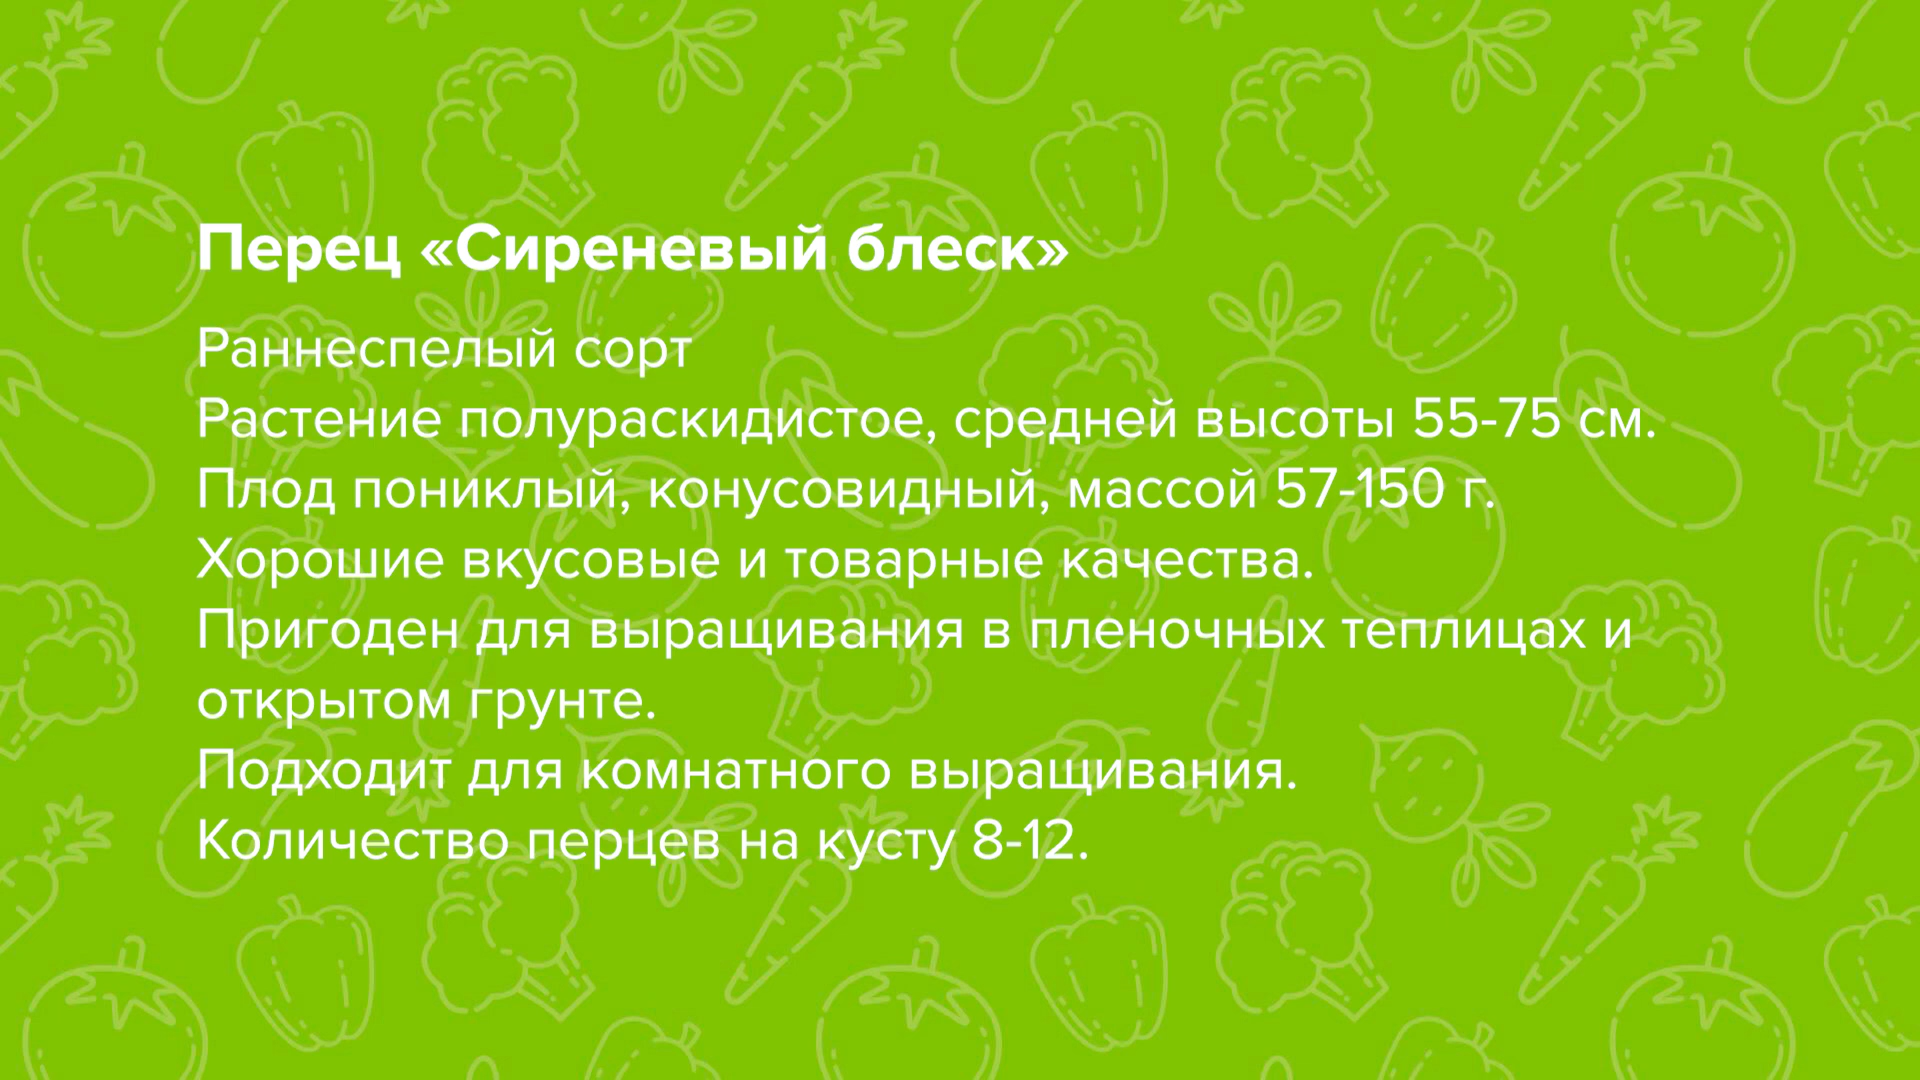 Перец «Сиреневый блеск»
Раннеспелый сорт
Растение полураскидистое, средней высоты 55-75 см.
Плод пониклый, конусовидный, массой 57-150 г.
Хорошие вкусовые и товарные качества.
Пригоден для выращивания в пленочных теплицах и
открытом грунте.
Подходит для комнатного выращивания.
Количество перцев на кусту 8-12.